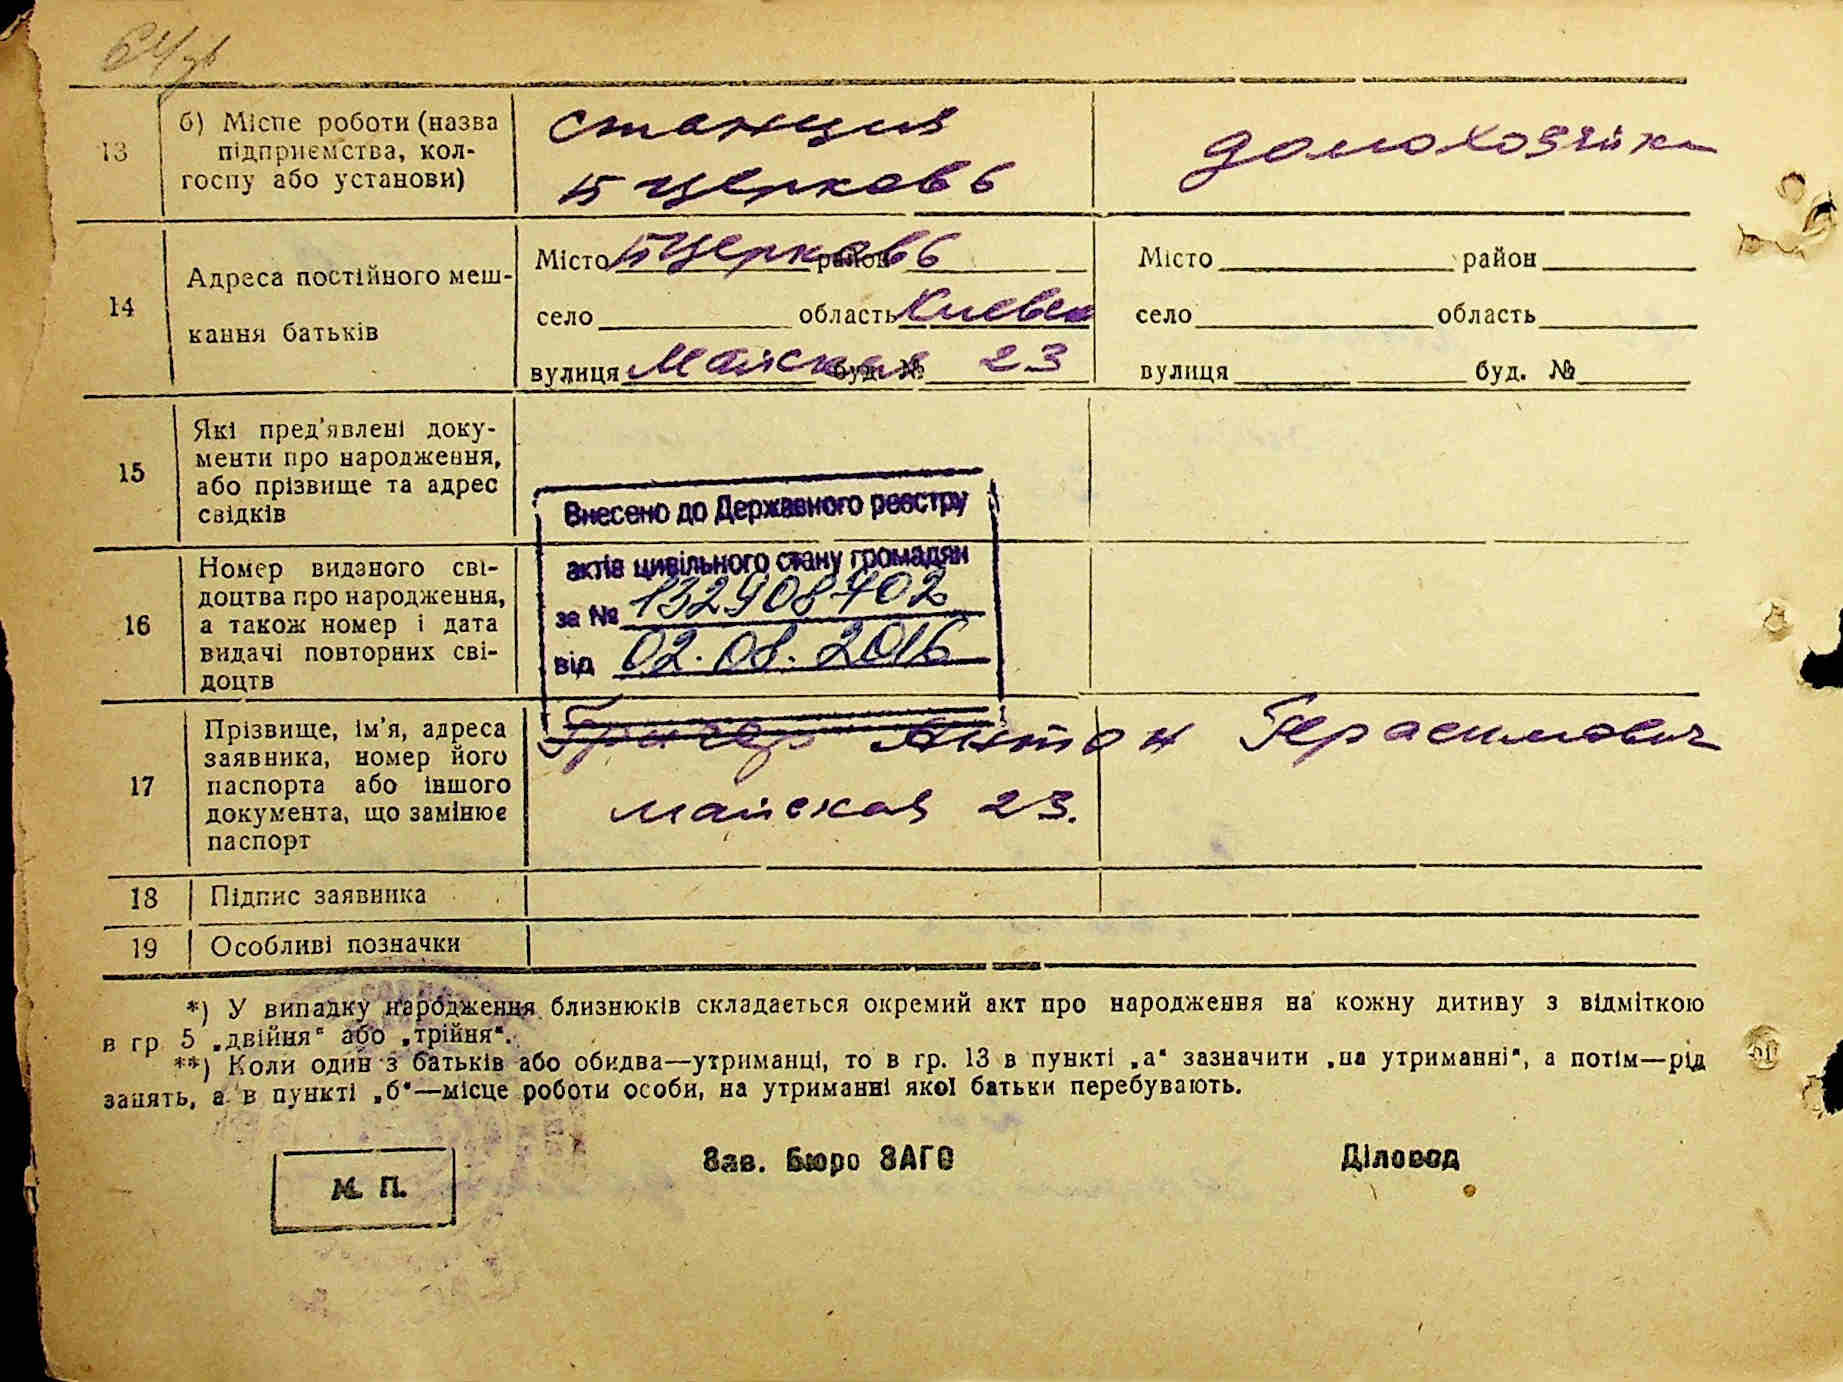 64 зв
13
б) Місце роботи (назва
підприємства, кол-
госпу або установи)
станция
Б церковь
домохозяйка
14
Адреса постійного меш-
кання батьків
Місто Б Церковь район
село область Киевск
вулиця Майская буд. № 23
Місто район
село область
вулиця буд. №
15
Які пред'явлені доку-
менти про народження,
або прізвище та адрес
свідків
Внесено до Державного реєстру
актів цивільного стану громадян
за № 132908402
від 02.08.2016
16
Номер виданого сві-
доцтва про народження,
а також номер і дата
видачі повторних сві-
доцтв
17
Прізвище, ім'я, адреса
заявника, номер його
паспорта або іншого
документа, що замінює
паспорт
Антон Герасимович
майская 23.
18
Підпис заявника
19
Особливі позначки
*) У випадку народження близнюків складається окремий акт про народження на кожну дитину з відміткою
в гр 5 „двійня“ або „трійня“.
**) Коли один з батьків або обидва—утриманці, то в гр. 13 в пункті „а“ зазначити „на утриманні“, а потім—рід
занять, а в пункті „б“—місце роботи особи, на утриманні якої батьки перебувають.
М. П.
Зав. Бюро ЗАГС
Діловод